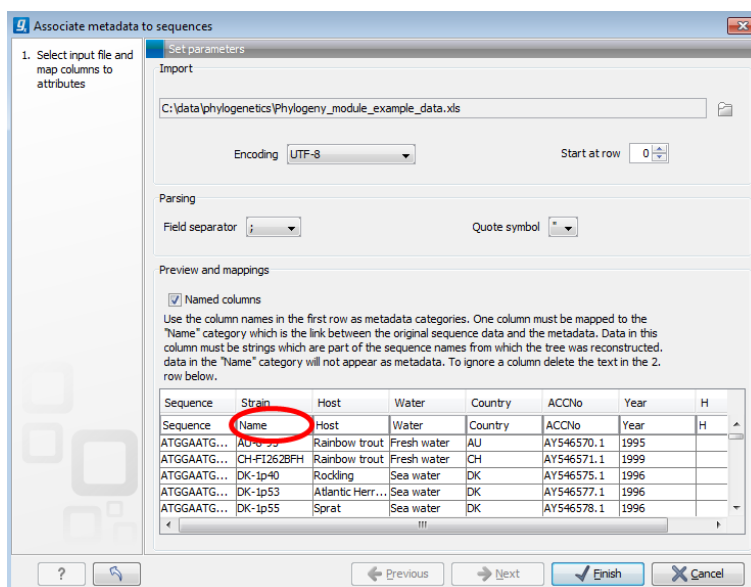 Associate metadata to sequences
1. Select input file and
map columns to
attributes
Set parameters
Import
C:\data\phylogenetics\Phylogeny_module_example_data.xls
Encoding UTF-8 Start at row 0
Parsing
Field separator ; Quote symbol "
Preview and mappings
Named columns
Use the column names in the first row as metadata categories. One column must be mapped to the
"Name" category which is the link between the original sequence data and the metadata. Data in this
column must be strings which are part of the sequence names from which the tree was reconstructed.
data in the "Name" category will not appear as metadata. To ignore a column delete the text in the 2.
row below.
Sequence Strain Host Water Country ACCNo Year H
Sequence Name Host Water Country ACCNo Year H
ATGGAATG... AU-8-95 Rainbow trout Fresh water AU AY546570.1 1995
ATGGAATG... CH-FI262BFH Rainbow trout Fresh water CH AY546571.1 1999
ATGGAATG... DK-1p40 Rockling Sea water DK AY546575.1 1996
ATGGAATG... DK-1p53 Atlantic Herr... Sea water DK AY546577.1 1996
ATGGAATG... DK-1p55 Sprat Sea water DK AY546578.1 1996
? Previous Next Finish Cancel